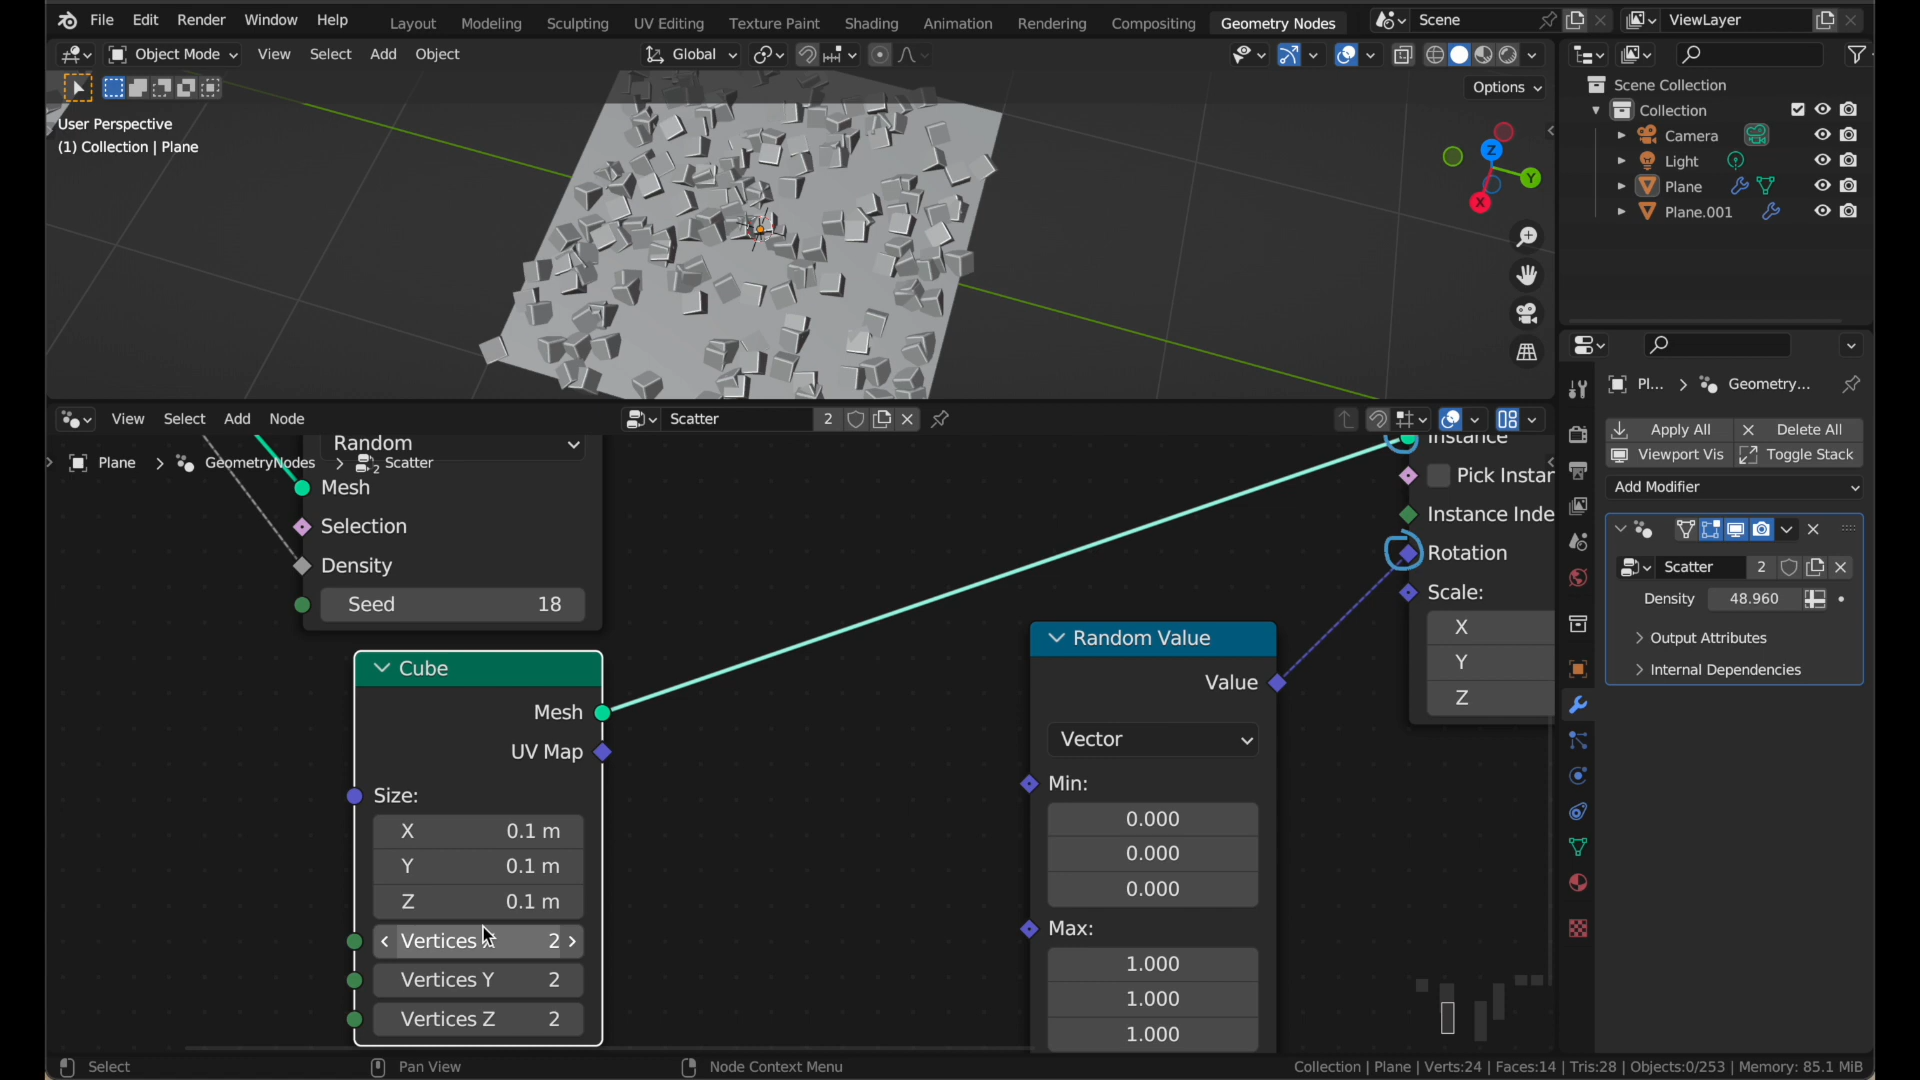 File Edit Render Window Help
Layout Modeling Sculpting UV Editing Texture Paint Shading Animation Rendering Compositing Geometry Nodes
Scene ViewLayer
Object Mode View Select Add Object Global
Options
User Perspective
(1) Collection | Plane
Z
Y
X
Scene Collection
Collection
Camera
Light
Plane
Plane.001
View Select Add Node Scatter 2
Plane > GeometryNodes > Scatter
2
Random
Mesh
Selection
Density
Seed 18
Cube
Mesh
UV Map
Size:
X 0.1 m
Y 0.1 m
Z 0.1 m
Vertices X 2
Vertices Y 2
Vertices Z 2
Random Value
Value
Vector
Min:
0.000
0.000
0.000
Max:
1.000
1.000
1.000
Instance
Pick Instan
Instance Inde
Rotation
Scale:
X
Y
Z
Pl... > Geometry...
Apply All Delete All
Viewport Vis Toggle Stack
Add Modifier
Scatter 2
Density 48.960
Output Attributes
Internal Dependencies
Select Pan View Node Context Menu
Collection | Plane | Verts:24 | Faces:14 | Tris:28 | Objects:0/253 | Memory: 85.1 MiB